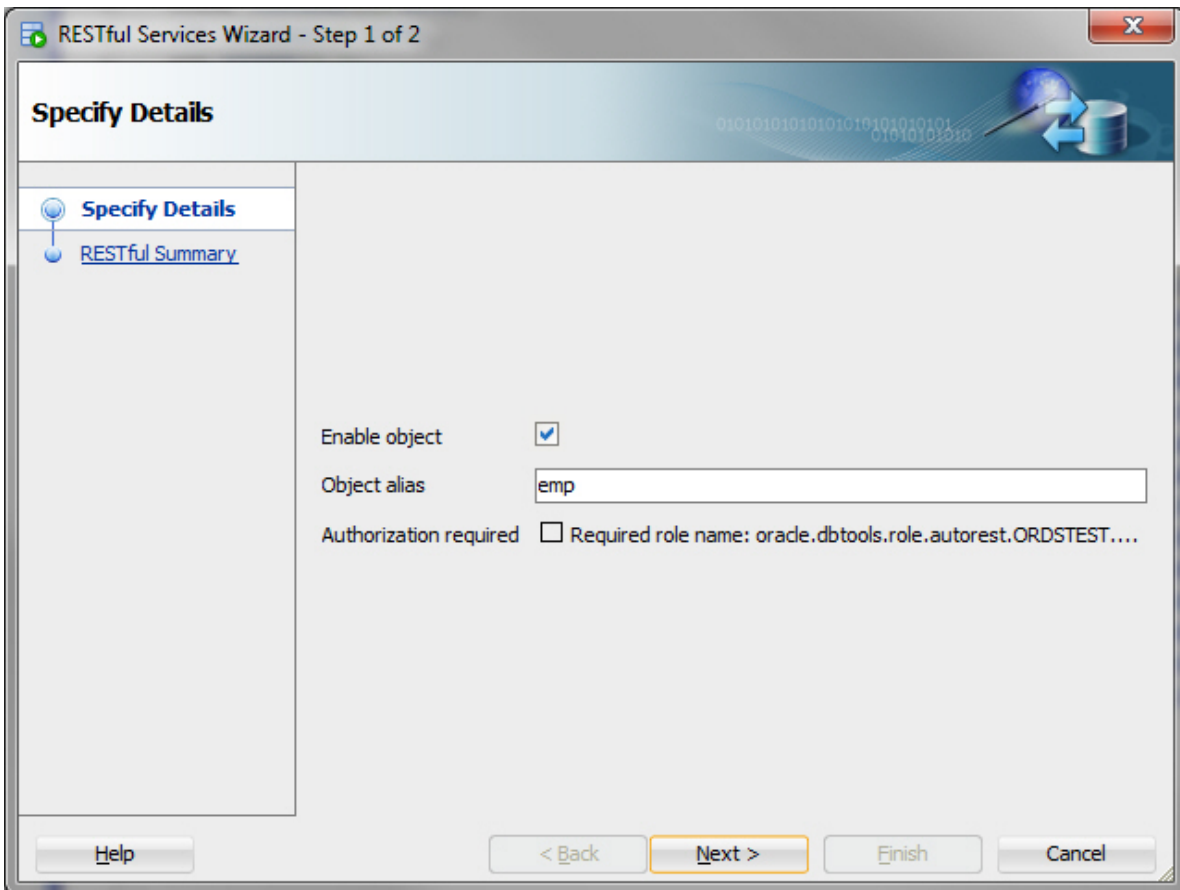 RESTful Services Wizard - Step 1 of 2
Specify Details
0101010101010101010101010101
01010101010
Specify Details
RESTful Summary
Enable object
Object alias emp
Authorization required Required role name: oracle.dbtools.role.autorest.ORDSTEST....
Help < Back Next > Finish Cancel